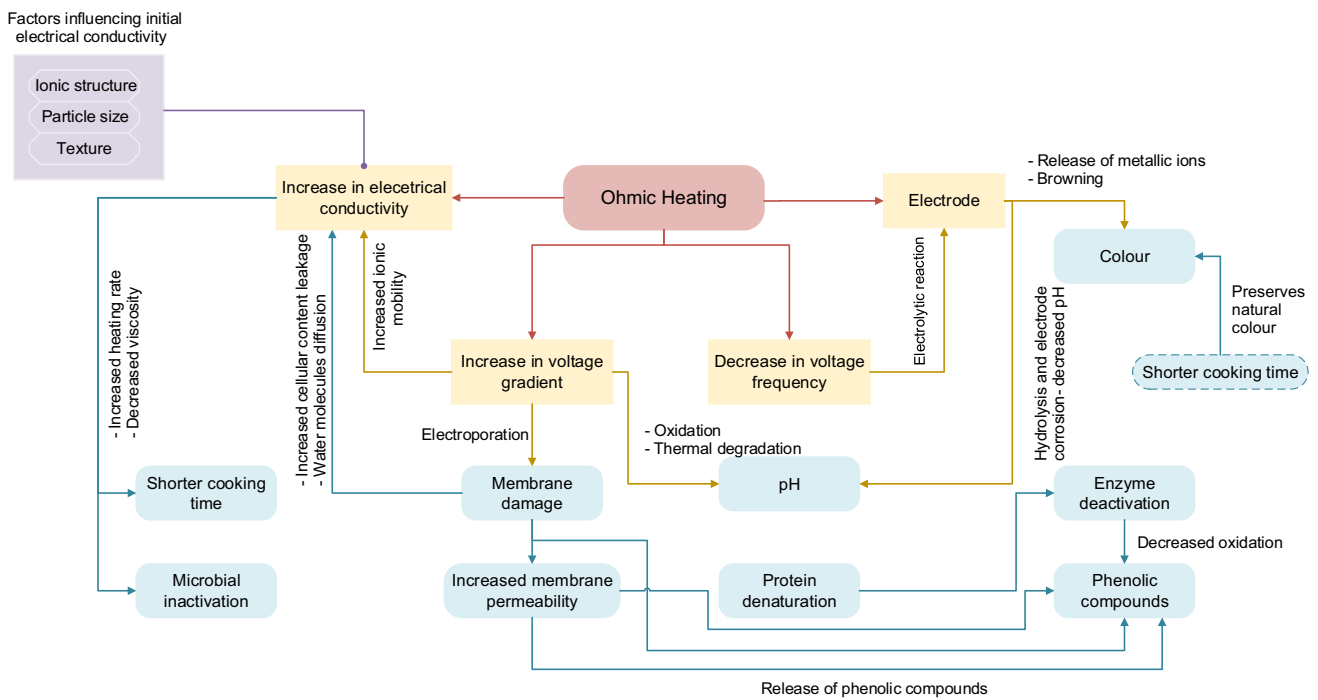 Factors influencing initial
electrical conductivity
Ionic structure
Particle size
Texture
Increase in elecetrical
conductivity
Ohmic Heating
Electrode
- Release of metallic ions
- Browning
Colour
Preserves
natural
colour
Shorter cooking time
- Increased heating rate
- Decreased viscosity
- Increased cellular content leakage
- Water molecules diffusion
Increased ionic
mobility
Electrolytic reaction
Hydrolysis and electrode
corrosion- decreased pH
Increase in voltage
gradient
Decrease in voltage
frequency
Electroporation
- Oxidation
- Thermal degradation
Shorter cooking
time
Membrane
damage
pH
Enzyme
deactivation
Decreased oxidation
Microbial
inactivation
Increased membrane
permeability
Protein
denaturation
Phenolic
compounds
Release of phenolic compounds